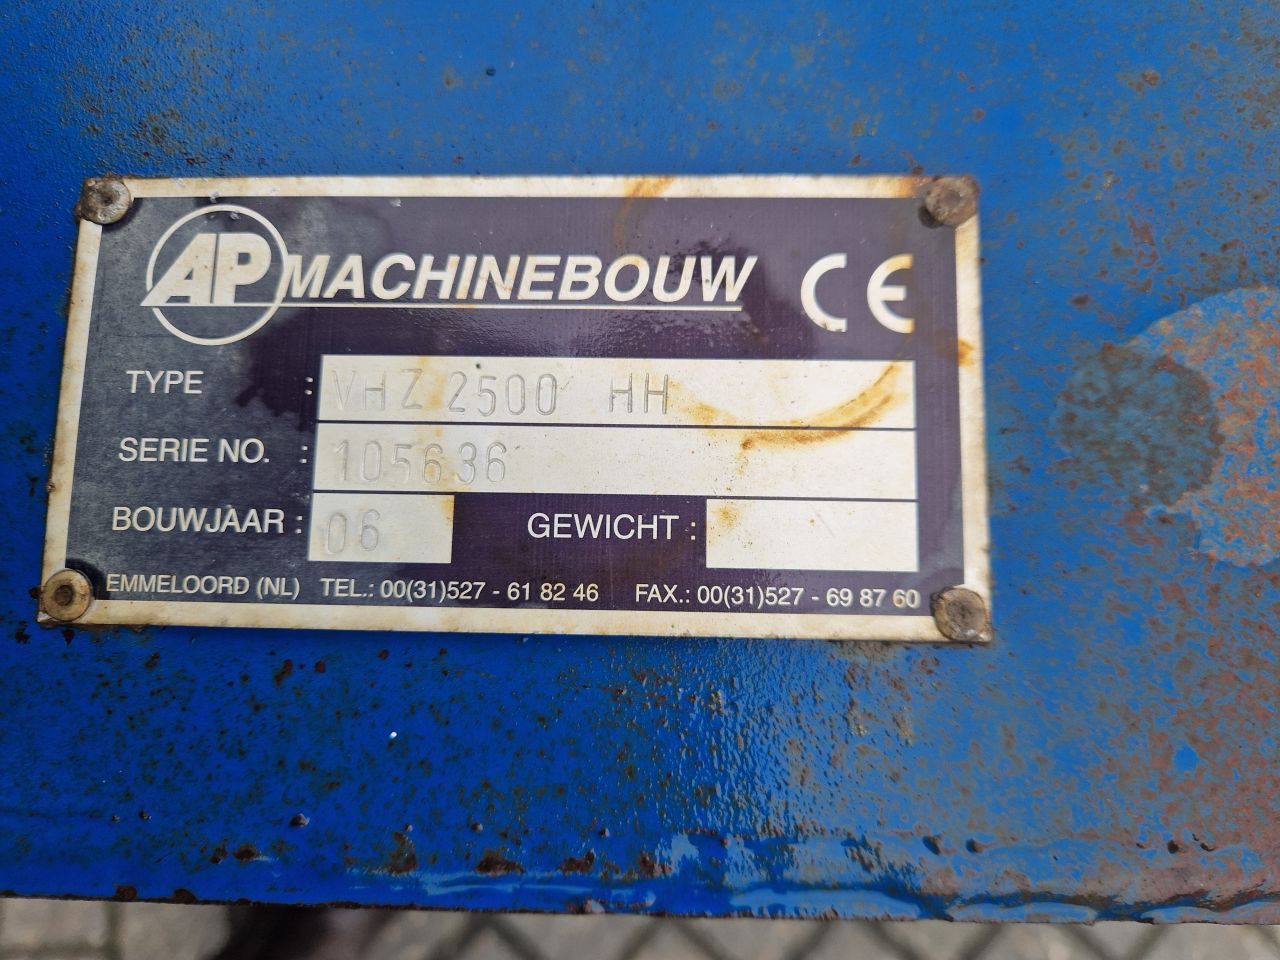 AP MACHINEBOUW CE
TYPE : VHZ 2500 HH
SERIE NO. : 105636
BOUWJAAR : 06 GEWICHT :
EMMELOORD (NL) TEL.: 00(31)527 - 61 82 46 FAX.: 00(31)527 - 69 87 60